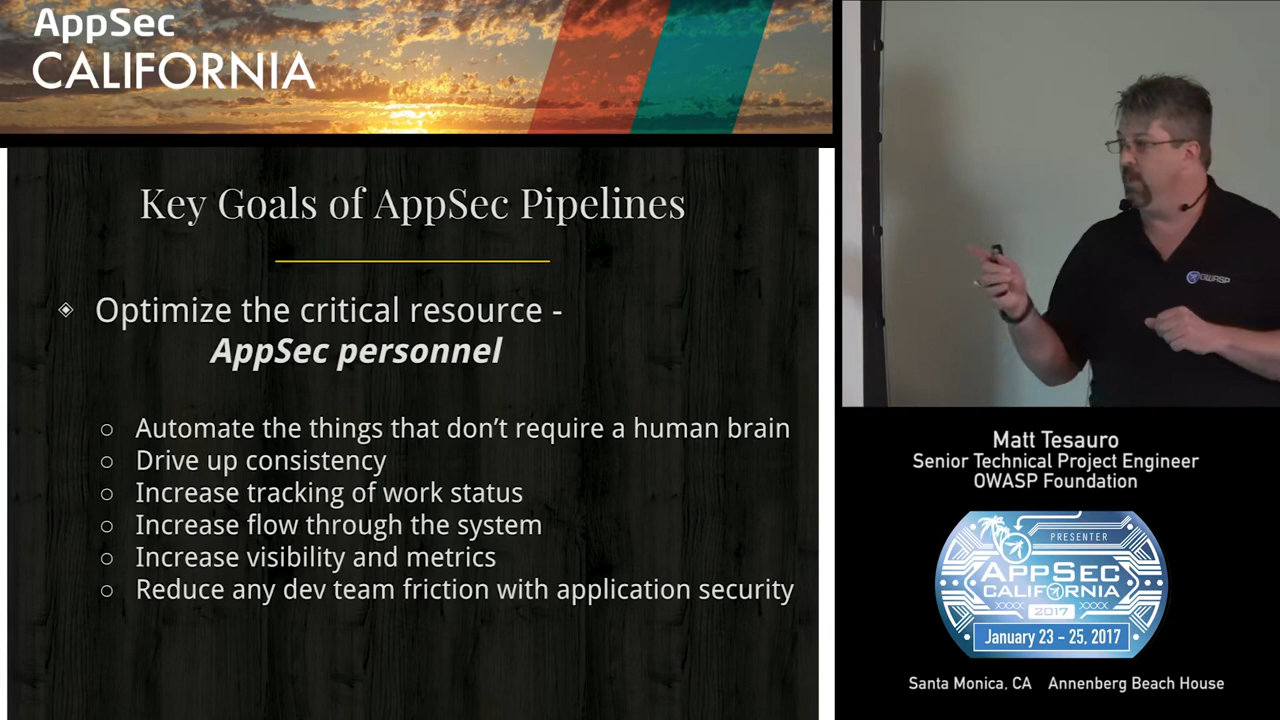 AppSec
CALIFORNIA
Key Goals of AppSec Pipelines
Optimize the critical resource -
AppSec personnel
Automate the things that don’t require a human brain
Drive up consistency
Increase tracking of work status
Increase flow through the system
Increase visibility and metrics
Reduce any dev team friction with application security
OWASP
Matt Tesauro
Senior Technical Project Engineer
OWASP Foundation
PRESENTER
APPSEC
CALIFORNIA
XXXX 2017 XXXX
January 23 - 25, 2017
Santa Monica, CA Annenberg Beach House